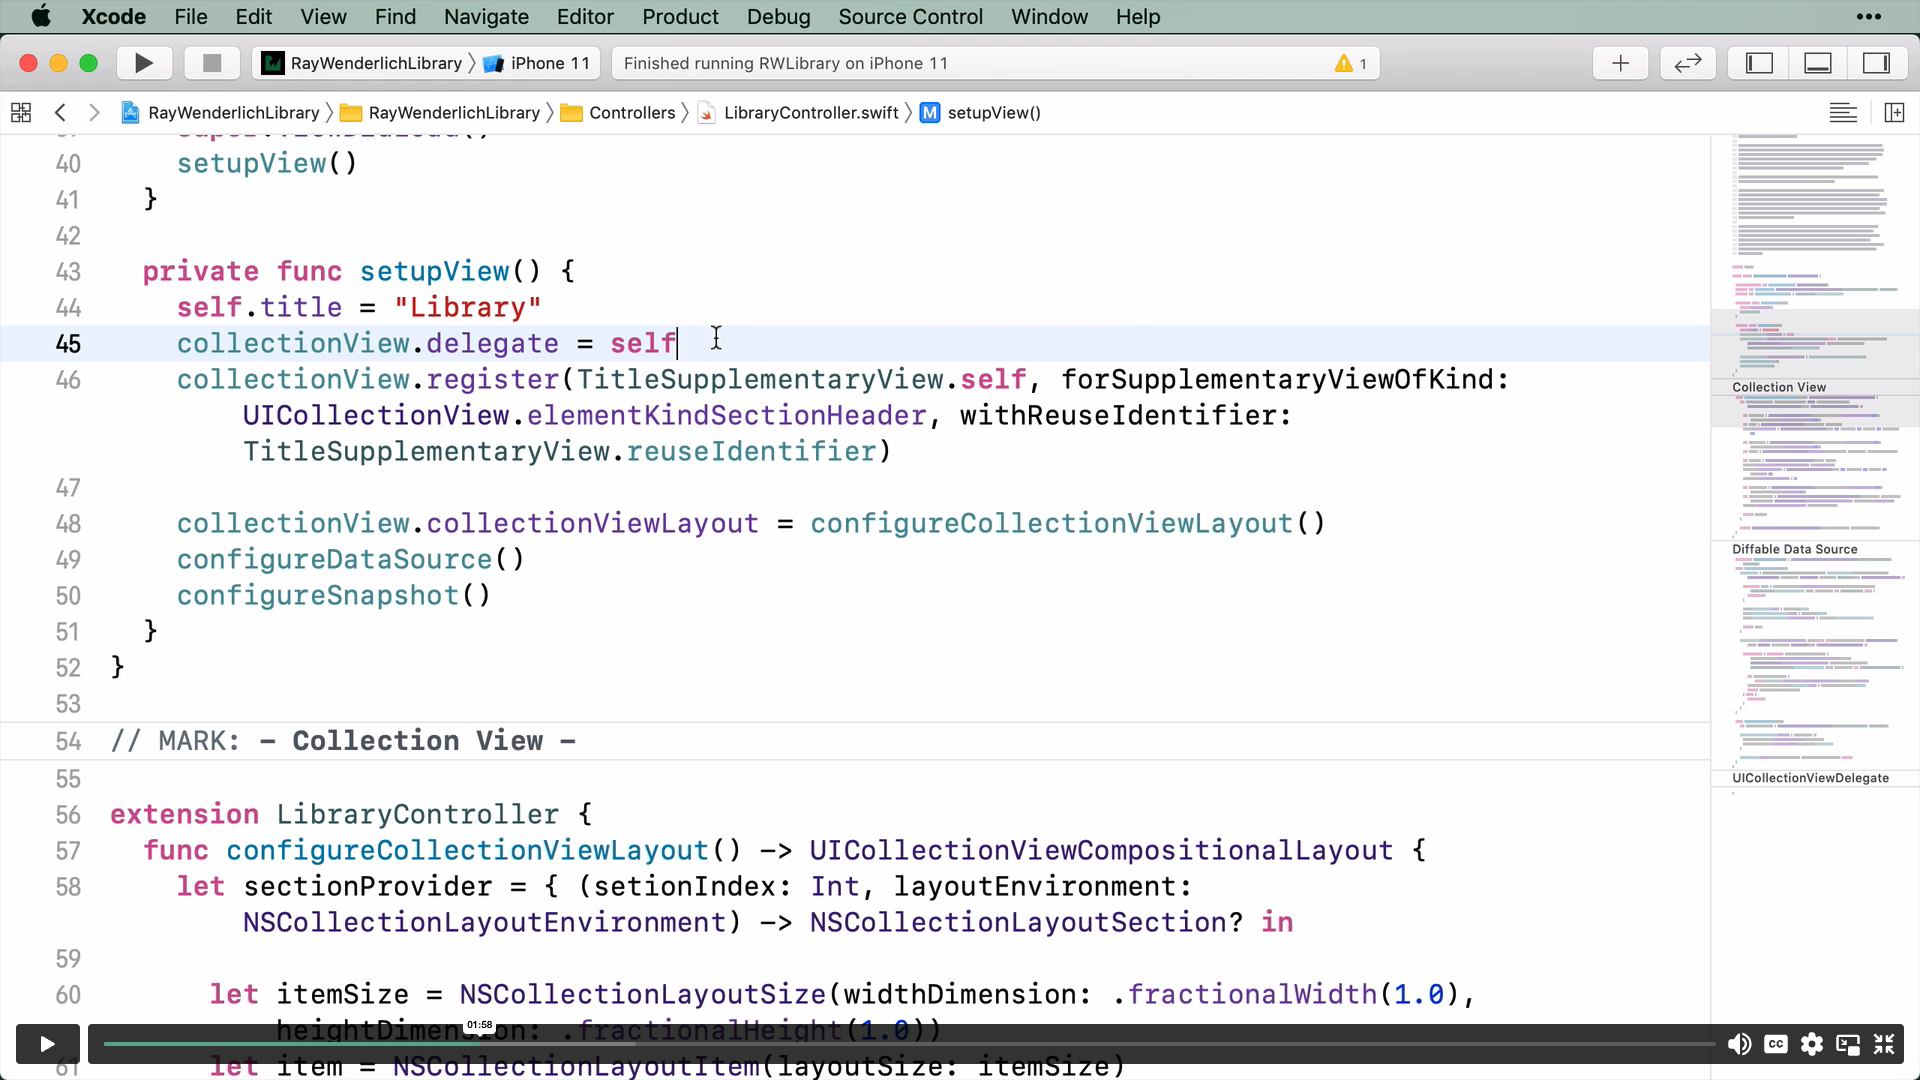 Xcode File Edit View Find Navigate Editor Product Debug Source Control Window Help •••
RayWenderlichLibrary iPhone 11 Finished running RWLibrary on iPhone 11 1
RayWenderlichLibrary RayWenderlichLibrary Controllers LibraryController.swift M setupView()
40 setupView()
41 }
42
43 private func setupView() {
44 self.title = "Library"
45 collectionView.delegate = self
46 collectionView.register(TitleSupplementaryView.self, forSupplementaryViewOfKind:
UICollectionView.elementKindSectionHeader, withReuseIdentifier:
TitleSupplementaryView.reuseIdentifier)
47
48 collectionView.collectionViewLayout = configureCollectionViewLayout()
49 configureDataSource()
50 configureSnapshot()
51 }
52 }
53
54 // MARK: - Collection View -
55
56 extension LibraryController {
57 func configureCollectionViewLayout() -> UICollectionViewCompositionalLayout {
58 let sectionProvider = { (setionIndex: Int, layoutEnvironment:
NSCollectionLayoutEnvironment) -> NSCollectionLayoutSection? in
59
60 let itemSize = NSCollectionLayoutSize(widthDimension: .fractionalWidth(1.0),
heightDimension: .fractionalHeight(1.0))
61 let item = NSCollectionLayoutItem(layoutSize: itemSize)
Collection View
Diffable Data Source
UICollectionViewDelegate
01:58
CC